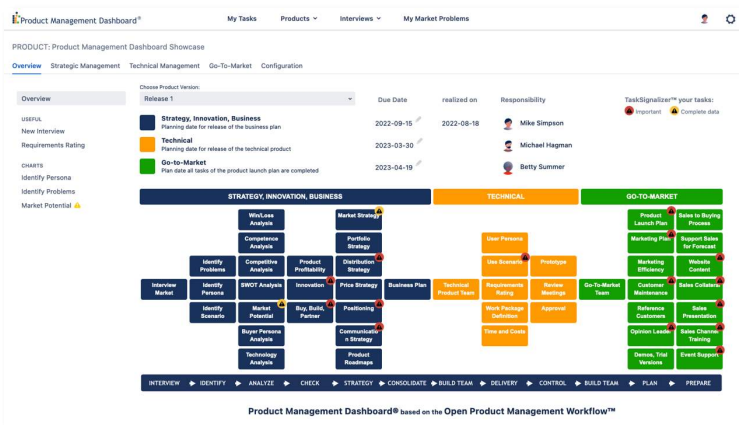 Product Management Dashboard®
My Tasks
Products
Interviews
My Market Problems
PRODUCT: Product Management Dashboard Showcase
Overview
Strategic Management
Technical Management
Go-To-Market
Configuration
Overview
USEFUL
New Interview
Requirements Rating
CHARTS
Identify Persona
Identify Problems
Market Potential
Choose Product Version:
Release 1
Due Date
realized on
Responsibility
TaskSignalizer™ your tasks:
Important
Complete data
Strategy, Innovation, Business
Planning date for release of the business plan
2022-09-15
2022-08-18
Mike Simpson
Technical
Planning date for release of the technical product
2023-03-30
Michael Hagman
Go-to-Market
Plan date all tasks of the product launch plan are completed
2023-04-19
Betty Summer
STRATEGY, INNOVATION, BUSINESS
TECHNICAL
GO-TO-MARKET
Interview
Market
Identify
Problems
Identify
Persona
Identify
Scenario
Win/Loss
Analysis
Competence
Analysis
Competitive
Analysis
SWOT Analysis
Market
Potential
Buyer Persona
Analysis
Technology
Analysis
Product
Profitability
Innovation
Buy, Build,
Partner
Market Strategy
Portfolio
Strategy
Distribution
Strategy
Price Strategy
Positioning
Communicatio
n Strategy
Product
Roadmaps
Business Plan
Technical
Product Team
User Persona
Use Scenario
Requirements
Rating
Work Package
Definition
Time and Costs
Prototype
Review
Meetings
Approval
Go-To-Market
Team
Product
Launch Plan
Marketing Plan
Marketing
Efficiency
Customer
Maintenance
Reference
Customers
Opinion Leader
Demos, Trial
Versions
Sales to Buying
Process
Support Sales
for Forecast
Website
Content
Sales Collateral
Sales
Presentation
Sales Channel
Training
Event Support
INTERVIEW
IDENTIFY
ANALYZE
CHECK
STRATEGY
CONSOLIDATE
BUILD TEAM
DELIVERY
CONTROL
BUILD TEAM
PLAN
PREPARE
Product Management Dashboard® based on the Open Product Management Workflow™